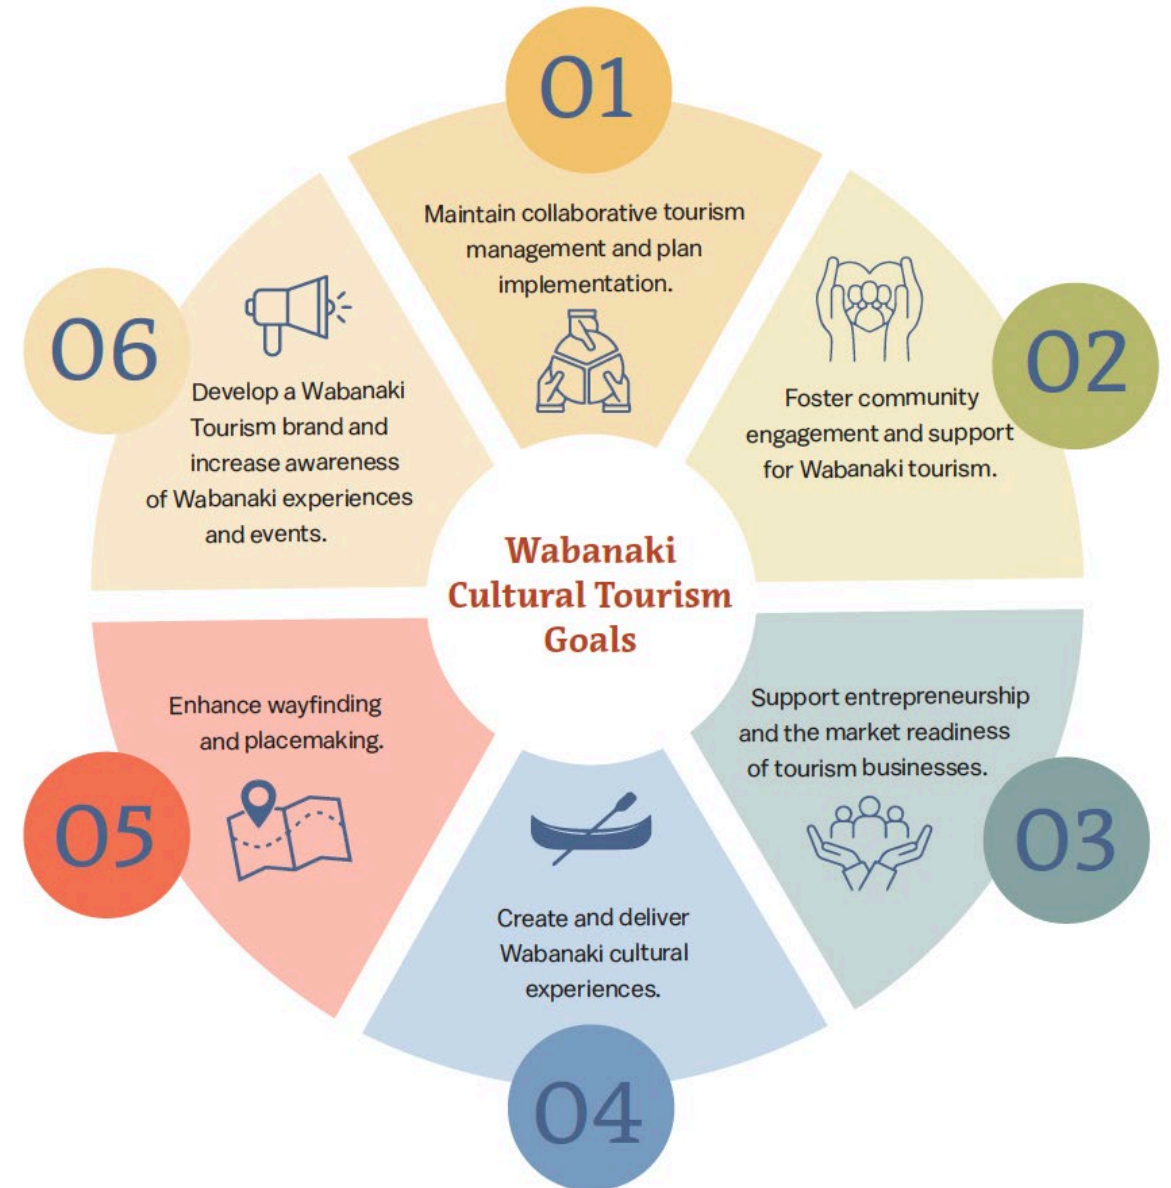 01
Maintain collaborative tourism
management and plan
implementation.
02
Foster community
engagement and support
for Wabanaki tourism.
03
Support entrepreneurship
and the market readiness
of tourism businesses.
04
Create and deliver
Wabanaki cultural
experiences.
05
Enhance wayfinding
and placemaking.
06
Develop a Wabanaki
Tourism brand and
increase awareness
of Wabanaki experiences
and events.
Wabanaki
Cultural Tourism
Goals